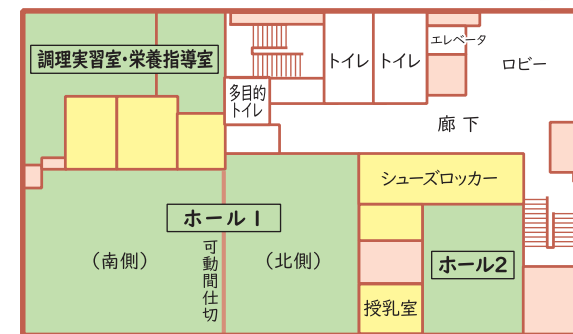 調理実習室・栄養指導室
トイレ
トイレ
エレベータ
ロビー
多目的
トイレ
廊下
シューズロッカー
ホール1
(南側)
可動間仕切
(北側)
ホール2
授乳室